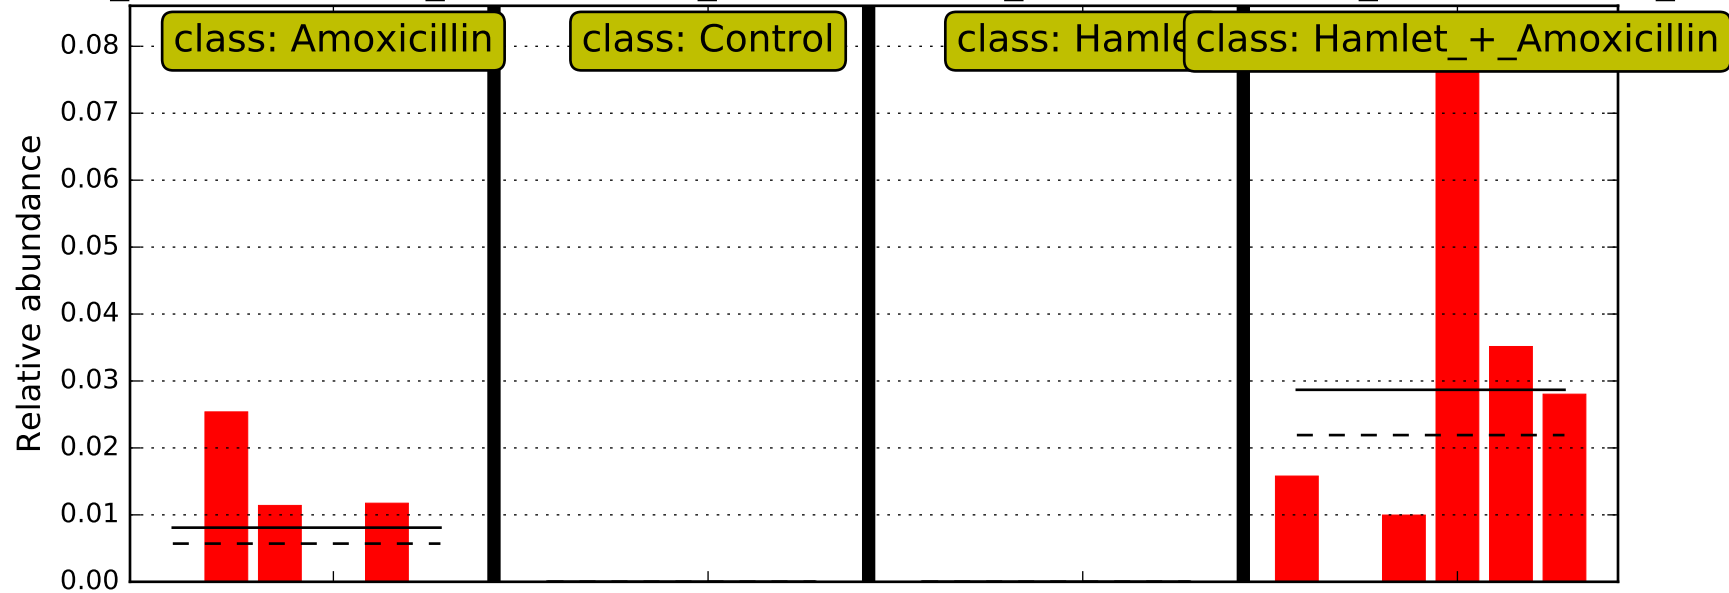 class: Amoxicillin
class: Control
class: Hamle
class: Hamlet_+_Amoxicillin
Relative abundance
0.08
0.07
0.06
0.05
0.04
0.03
0.02
0.01
0.00